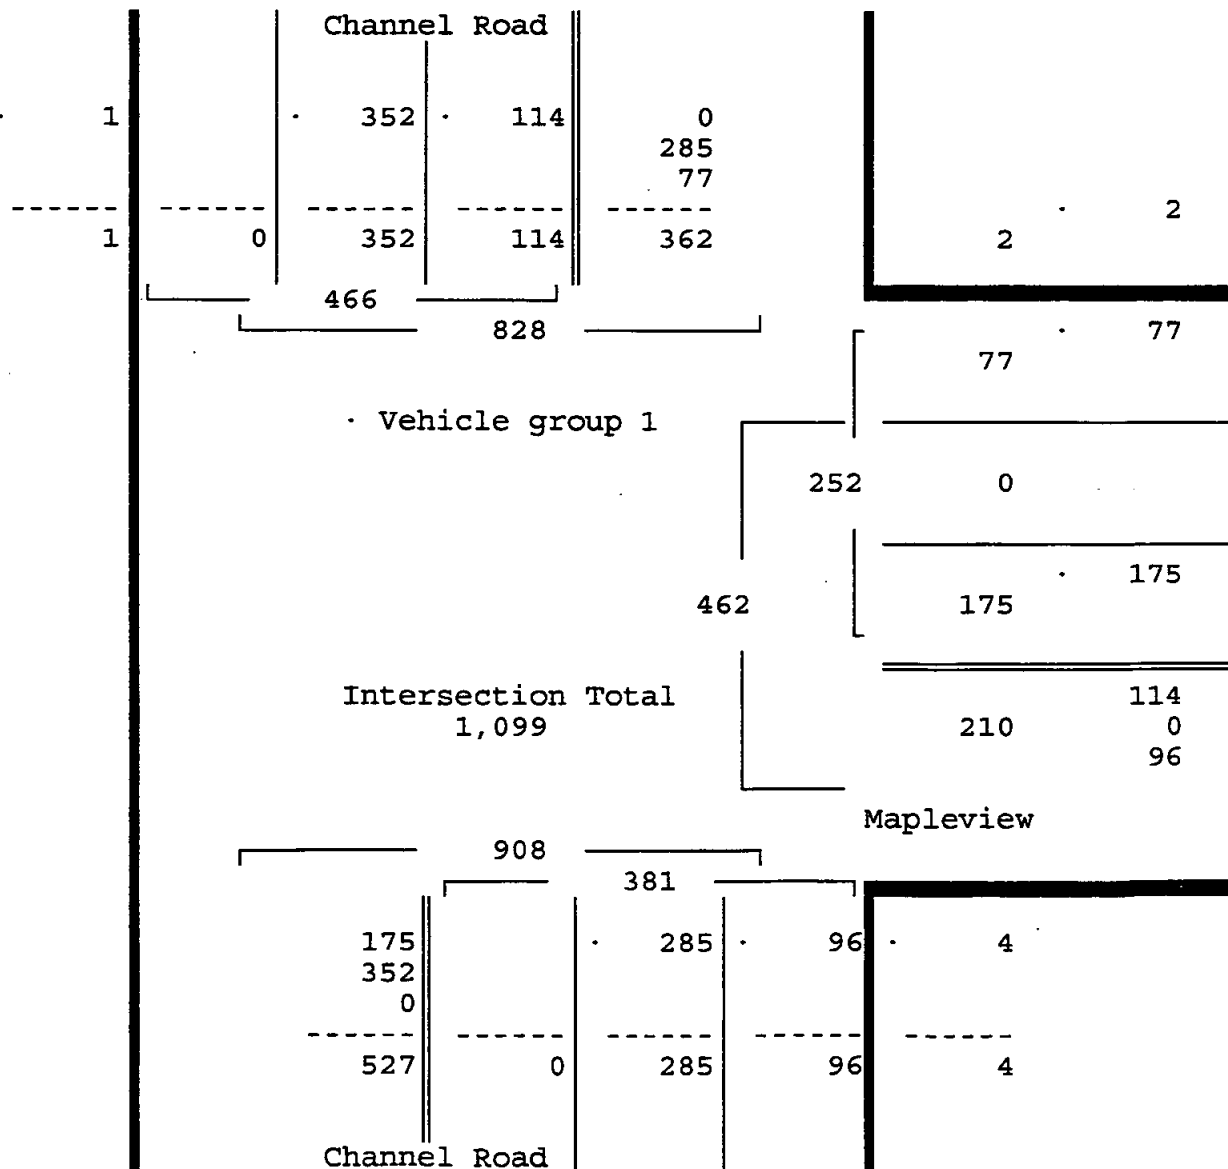 Channel Road
1 352 114 0
285
77
------ ------ ------ ------ ------ 2
1 0 352 114 362 2
466
828 77
77
· Vehicle group 1
252 0
175
462 175
Intersection Total 114
1,099 210 0
96
Mapleview
908
381
175 285 96 4
352
0
------ ------ ------ ------ ------
527 0 285 96 4
Channel Road